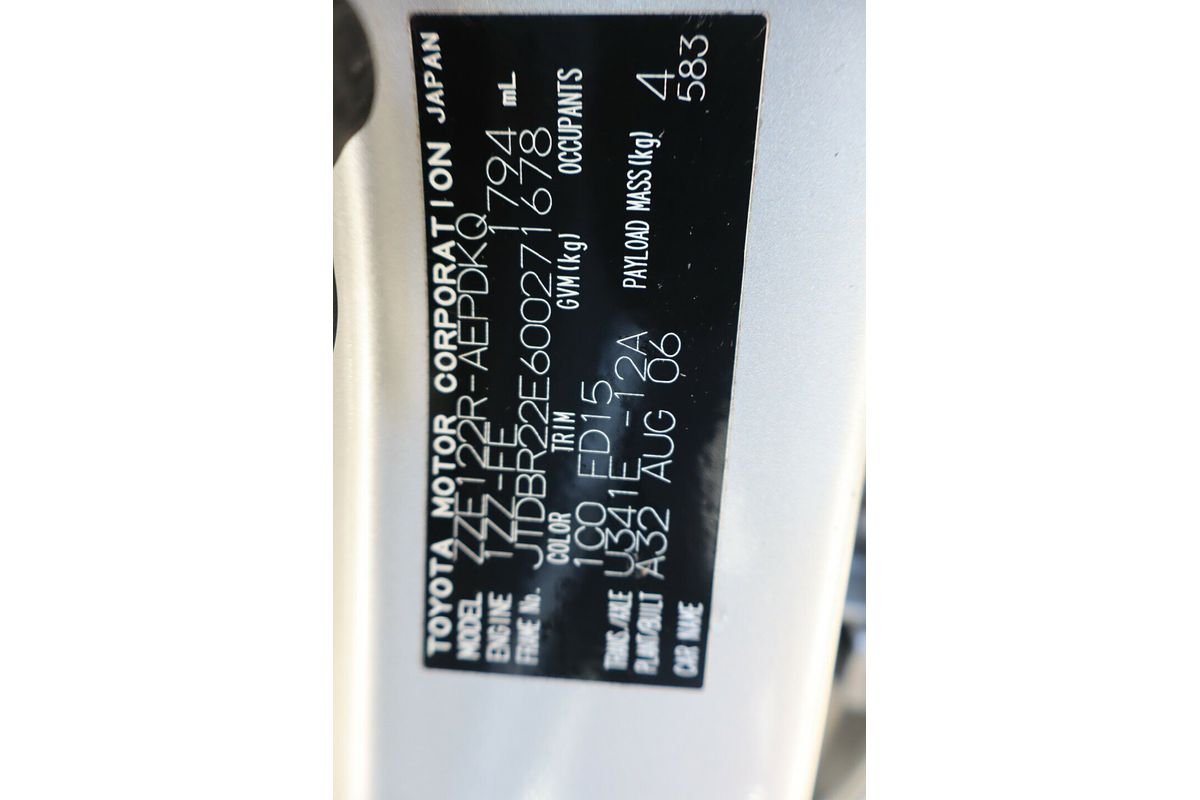 TOYOTA MOTOR CORPORATION JAPAN
MODEL ZZE122R-AEPDKQ
ENGINE 1ZZ-FE 1794 mL
FRAME No. JTDBR22E600271678
COLOR TRIM GVM(kg) OCCUPANTS
1C0 FD15
TRANS./AXLE U341E-12A PAYLOAD MASS(kg) 4
PLANT/BUILT A32 AUG 06 583
CAR NAME